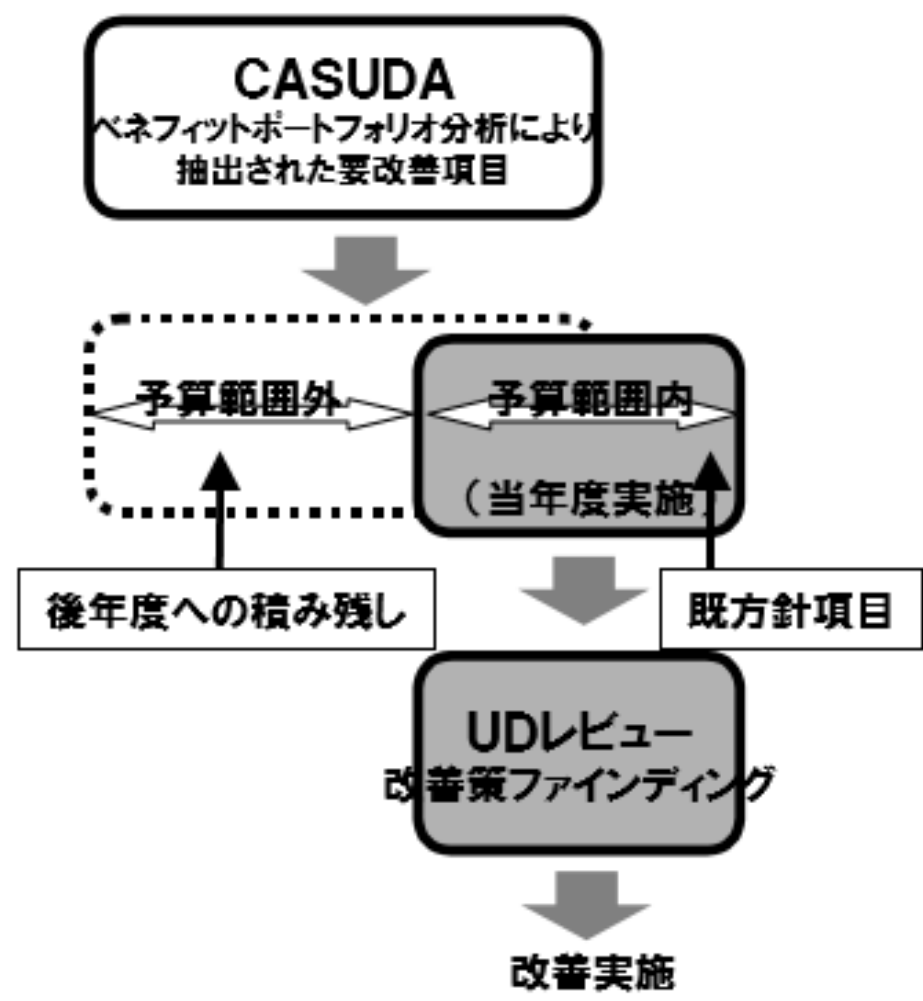 CASUDA
ベネフィットポートフォリオ分析により
抽出された要改善項目
予算範囲外
予算範囲内
（当年度実施）
後年度への積み残し
既方針項目
UDレビュー
改善策ファインディング
改善実施